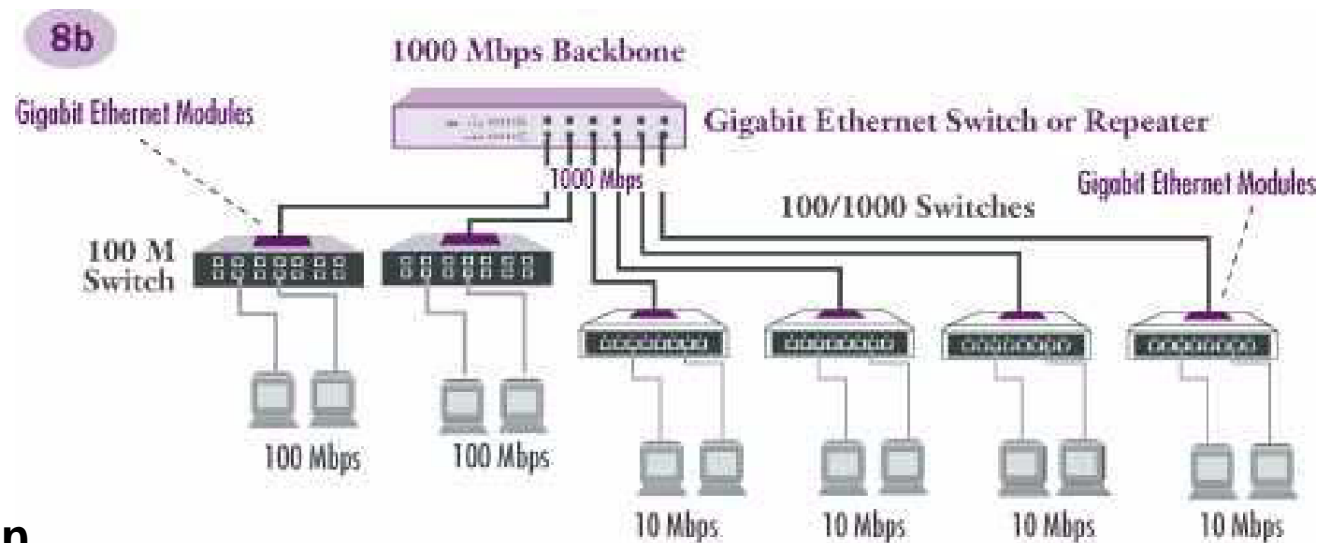 8b
1000 Mbps Backbone
Gigabit Ethernet Modules
Gigabit Ethernet Switch or Repeater
1000 Mbps
Gigabit Ethernet Modules
100/1000 Switches
100 M
Switch
100 Mbps
100 Mbps
10 Mbps
10 Mbps
10 Mbps
10 Mbps
n